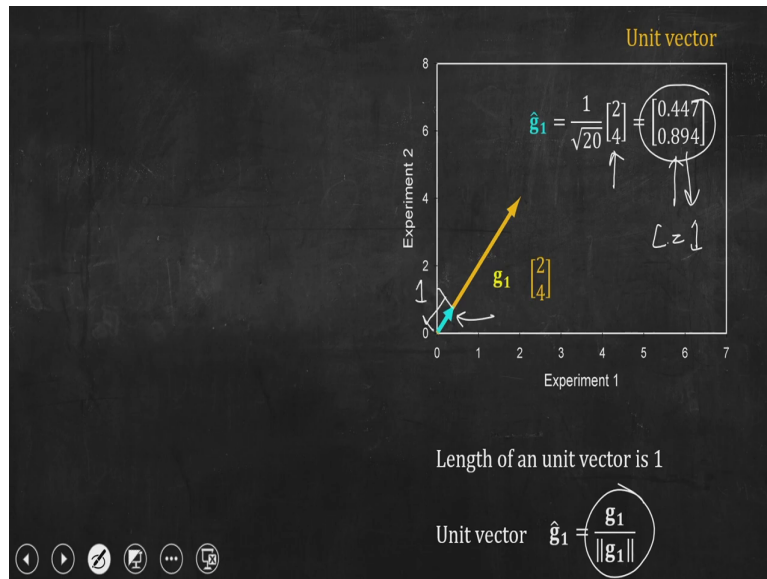 Unit vector
8
ĝ₁ = 1/√20 [2 4] = [0.447 0.894]
6
L = 1
4
Experiment 2
2
g₁ [2 4]
1
0
0 1 2 3 4 5 6 7
Experiment 1
Length of an unit vector is 1
Unit vector ĝ₁ = g₁/‖g₁‖